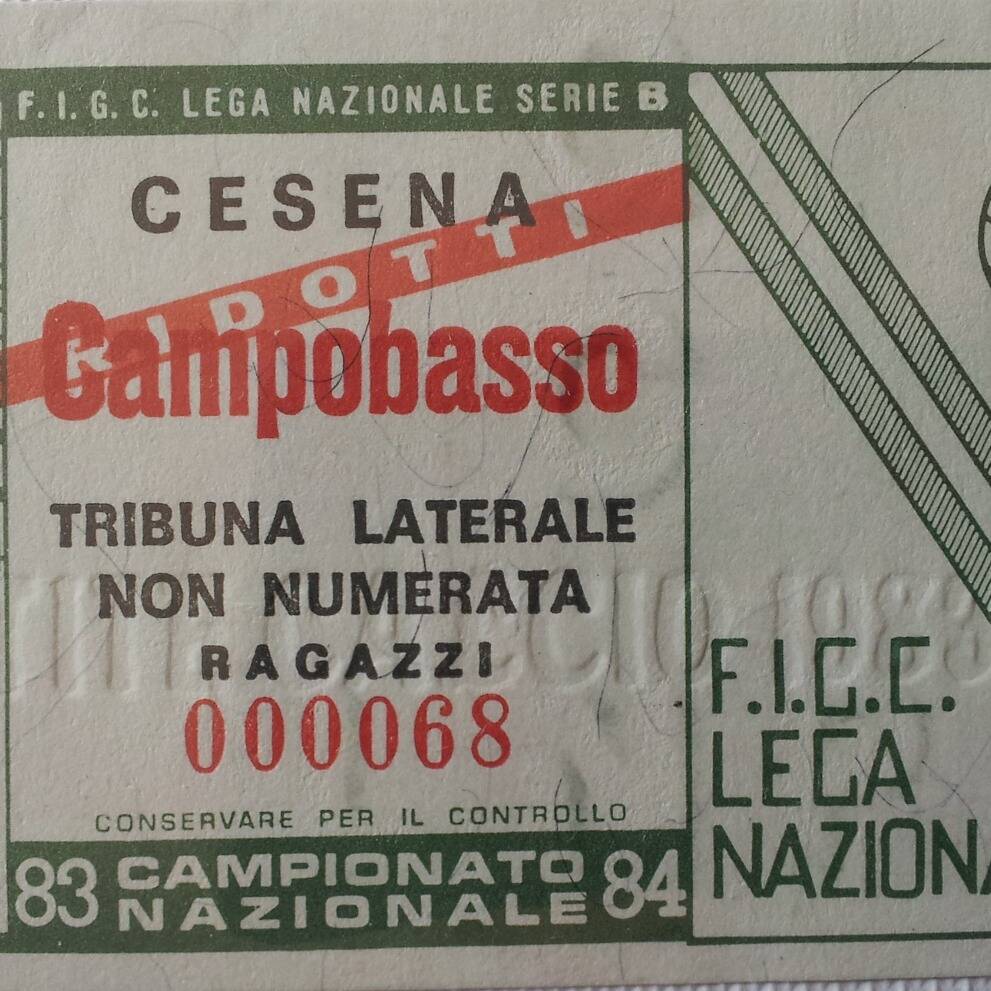 F.I.G.C. LEGA NAZIONALE SERIE B
CESENA
RIDOTTI
Campobasso
TRIBUNA LATERALE
NON NUMERATA
RAGAZZI
000068
CONSERVARE PER IL CONTROLLO
83 CAMPIONATO NAZIONALE 84
F.I.G.C.
LEGA
NAZIONA